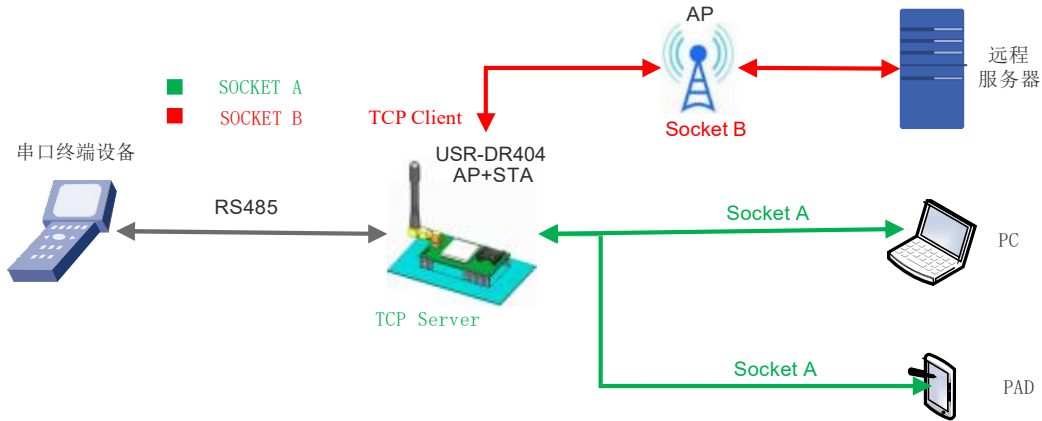 AP
远程
服务器
SOCKET A
SOCKET B
TCP Client
Socket B
串口终端设备
USR-DR404
AP+STA
RS485
Socket A
PC
TCP Server
Socket A
PAD